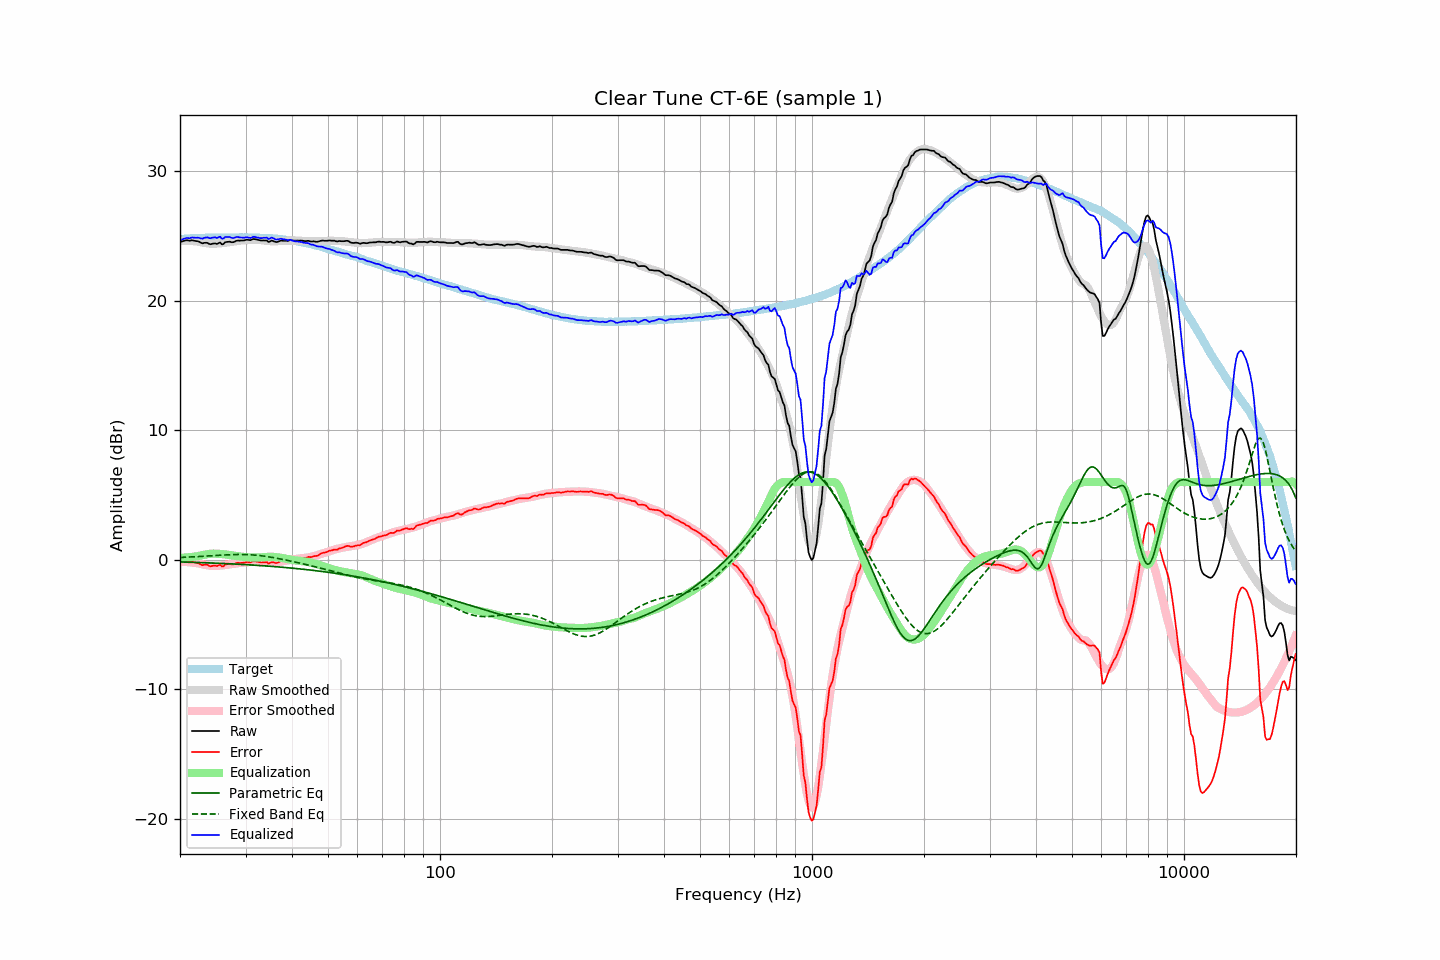 Clear Tune CT-6E (sample 1)
30
20
10
0
−10
−20
Amplitude (dBr)
Target
Raw Smoothed
Error Smoothed
Raw
Error
Equalization
Parametric Eq
Fixed Band Eq
Equalized
100
1000
10000
Frequency (Hz)